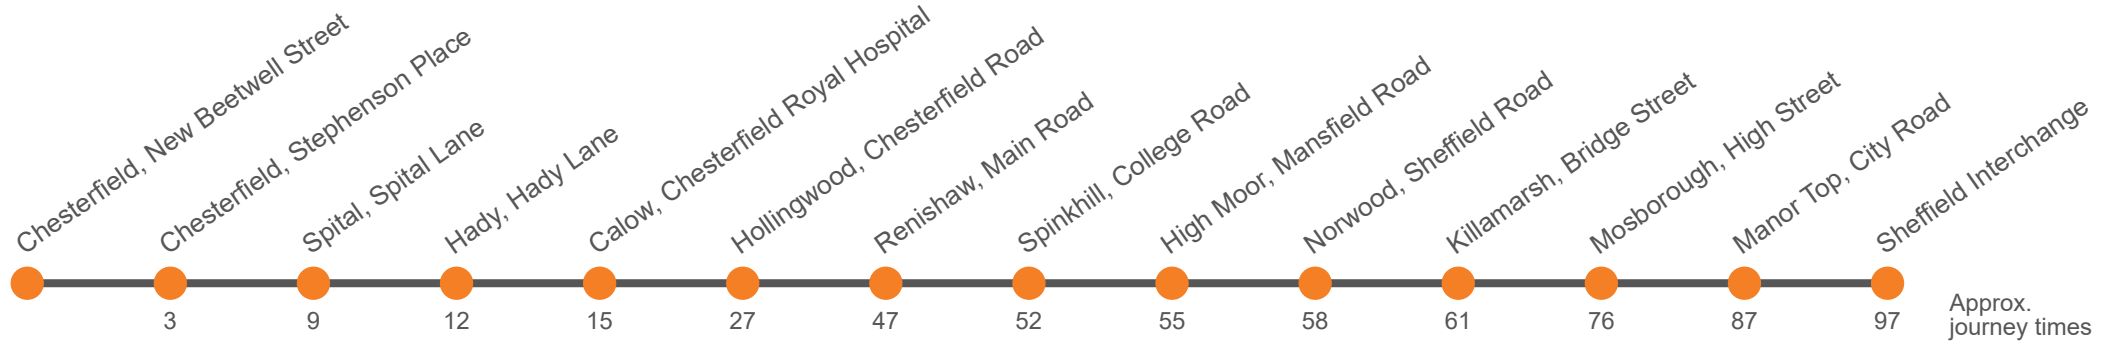 Chesterfield, New Beetwell Street
Chesterfield, Stephenson Place
Spital, Spital Lane
Hady, Hady Lane
Calow, Chesterfield Royal Hospital
Hollingwood, Chesterfield Road
Renishaw, Main Road
Spinkhill, College Road
High Moor, Mansfield Road
Norwood, Sheffield Road
Killamarsh, Bridge Street
Mosborough, High Street
Manor Top, City Road
Sheffield Interchange
3 9 12 15 27 47 52 55 58 61 76 87 97
Approx.
journey times